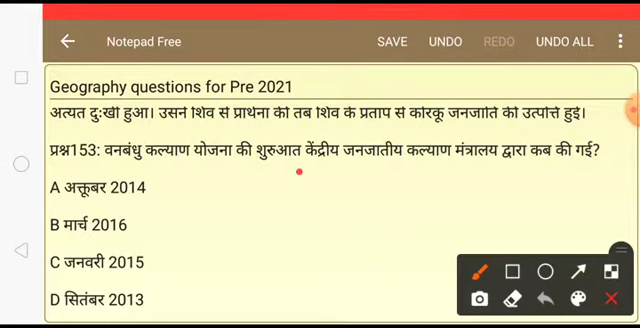 Notepad Free SAVE UNDO REDO UNDO ALL
Geography questions for Pre 2021
अत्यंत दुःखी हुआ। उसने शिव से प्रार्थना की तब शिव के प्रताप से कोरकू जनजाति की उत्पत्ति हुई।
प्रश्न153: वनबंधु कल्याण योजना की शुरुआत केंद्रीय जनजातीय कल्याण मंत्रालय द्वारा कब की गई?
A अक्तूबर 2014
B मार्च 2016
C जनवरी 2015
D सितंबर 2013